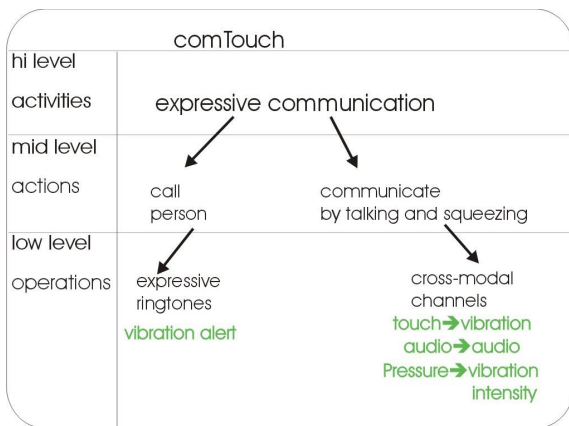 comTouch
hi level
activities
expressive communication
mid level
actions
call
person
communicate
by talking and squeezing
low level
operations
expressive
ringtones
vibration alert
cross-modal
channels
touch➔vibration
audio➔audio
Pressure➔vibration
intensity